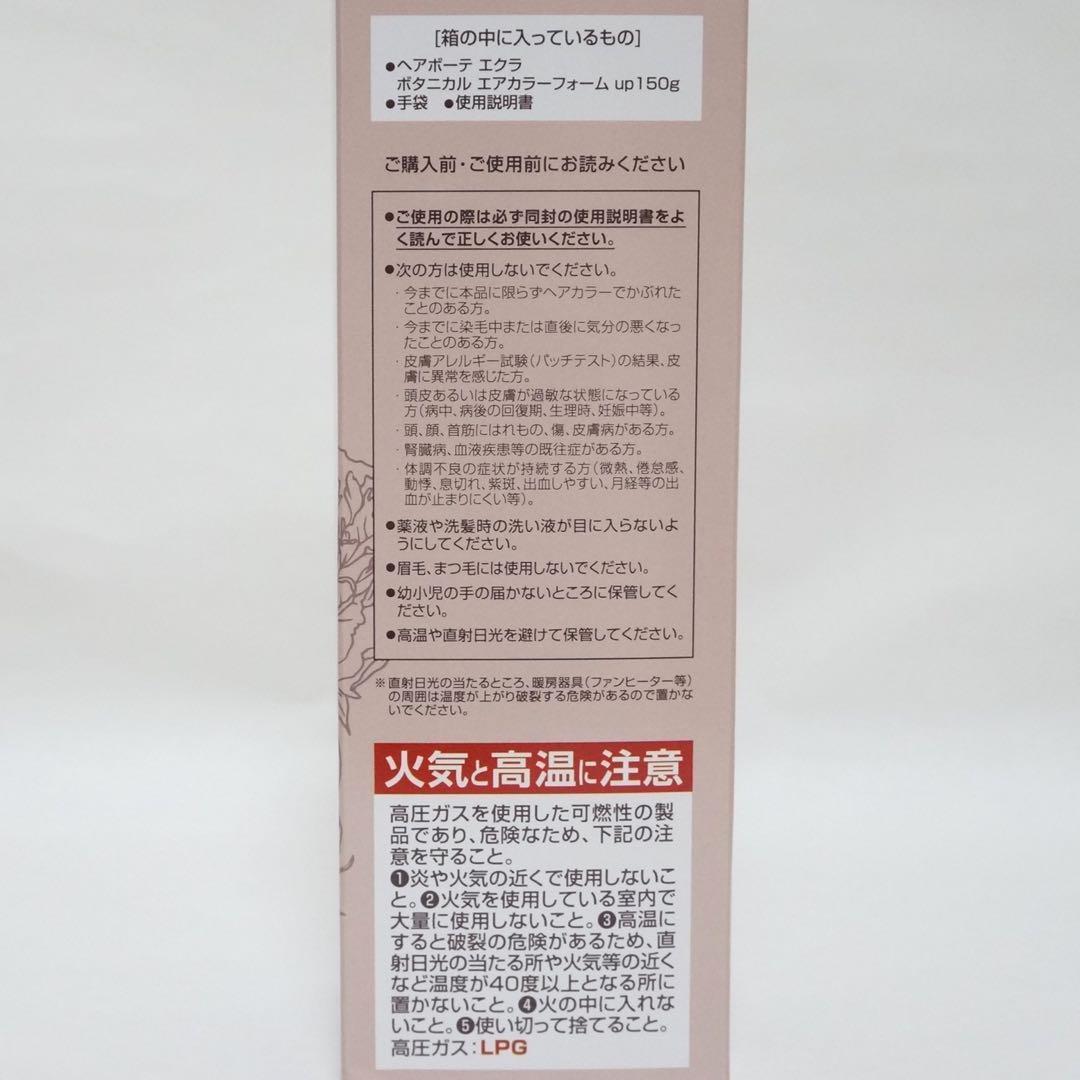 [箱の中に入っているもの]
●ヘアボーテ エクラ
ボタニカル エアカラーフォーム up150g
●手袋 ●使用説明書
ご購入前・ご使用前にお読みください
●ご使用の際は必ず同封の使用説明書をよ
く読んで正しくお使いください。
●次の方は使用しないでください。
・今までに本品に限らずヘアカラーでかぶれた
ことのある方。
・今までに染毛中または直後に気分の悪くなっ
たことのある方。
・皮膚アレルギー試験(パッチテスト)の結果、皮
膚に異常を感じた方。
・頭皮あるいは皮膚が過敏な状態になっている
方(病中、病後の回復期、生理時、妊娠中等)。
・頭、顔、首筋にはれもの、傷、皮膚病がある方。
・腎臓病、血液疾患等の既往症がある方。
・体調不良の症状が持続する方(微熱、倦怠感、
動悸、息切れ、紫斑、出血しやすい、月経等の出
血が止まりにくい等)。
●薬液や洗髪時の洗い液が目に入らないよ
うにしてください。
●眉毛、まつ毛には使用しないでください。
●幼小児の手の届かないところに保管してく
ださい。
●高温や直射日光を避けて保管してください。
※直射日光の当たるところ、暖房器具(ファンヒーター等)
の周囲は温度が上がり破裂する危険があるので置かな
いでください。
火気と高温に注意
高圧ガスを使用した可燃性の製
品であり、危険なため、下記の注
意を守ること。
❶炎や火気の近くで使用しないこ
と。❷火気を使用している室内で
大量に使用しないこと。❸高温に
すると破裂の危険があるため、直
射日光の当たる所や火気等の近く
など温度が40度以上となる所に
置かないこと。❹火の中に入れな
いこと。❺使い切って捨てること。
高圧ガス：LPG